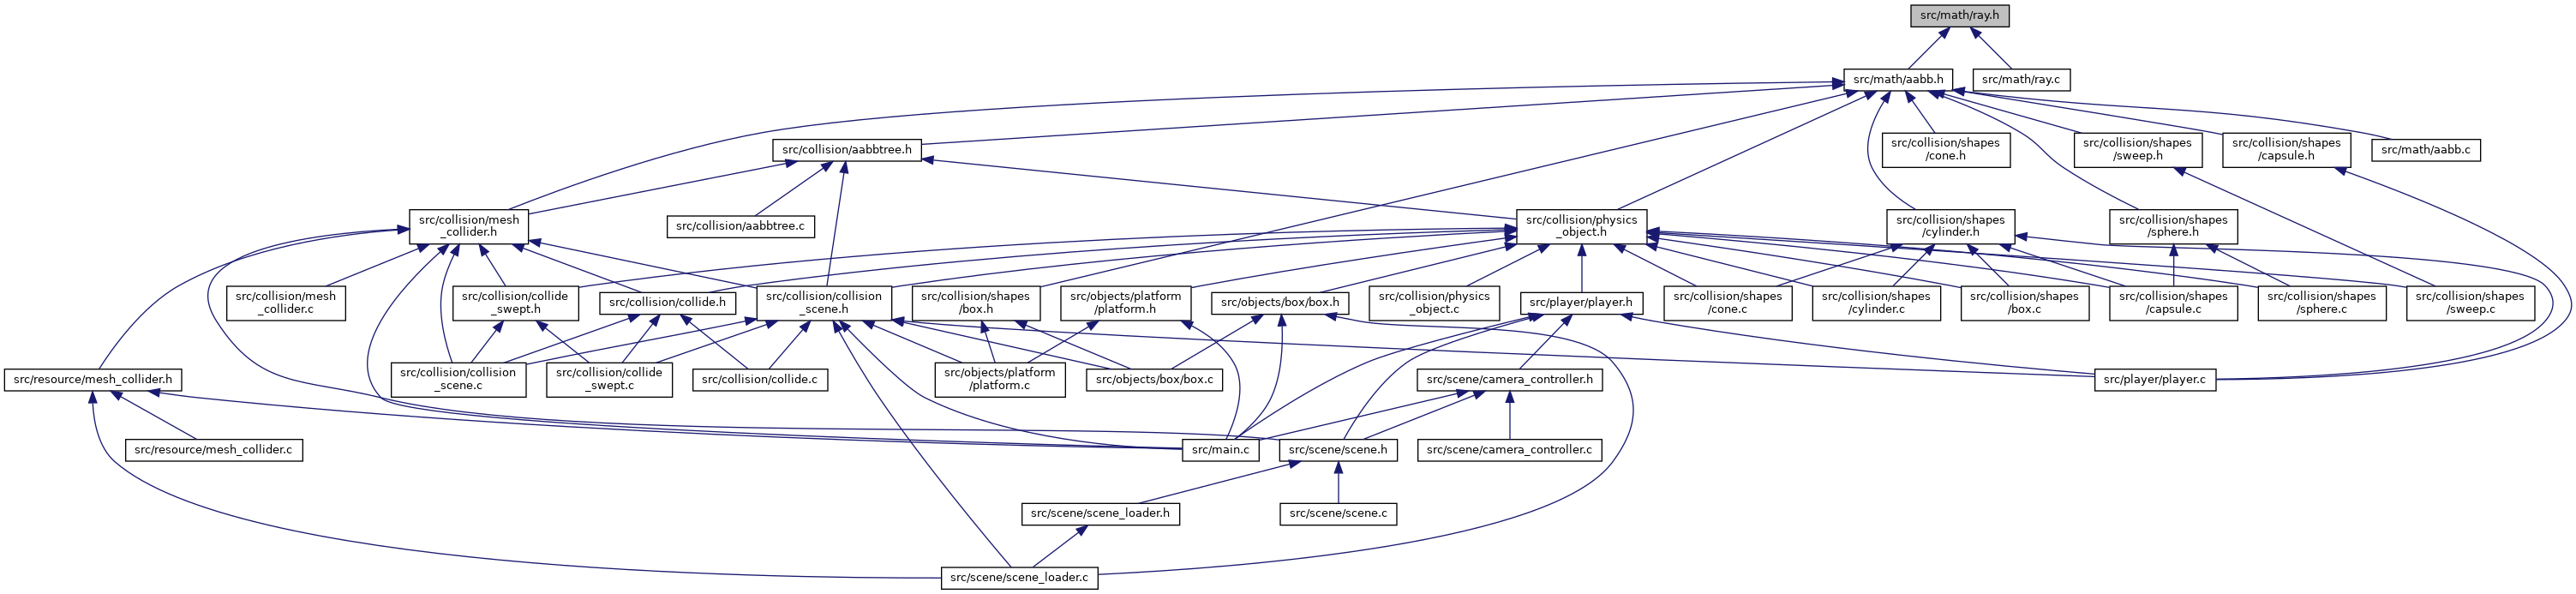 src/math/ray.h
src/math/aabb.h
src/math/ray.c
src/collision/aabbtree.h
src/collision/shapes
/cone.h
src/collision/shapes
/sweep.h
src/collision/shapes
/capsule.h
src/math/aabb.c
src/collision/mesh
_collider.h
src/collision/aabbtree.c
src/collision/physics
_object.h
src/collision/shapes
/cylinder.h
src/collision/shapes
/sphere.h
src/collision/mesh
_collider.c
src/collision/collide
_swept.h
src/collision/collide.h
src/collision/collision
_scene.h
src/collision/shapes
/box.h
src/objects/platform
/platform.h
src/objects/box/box.h
src/collision/physics
_object.c
src/player/player.h
src/collision/shapes
/cone.c
src/collision/shapes
/cylinder.c
src/collision/shapes
/box.c
src/collision/shapes
/capsule.c
src/collision/shapes
/sphere.c
src/collision/shapes
/sweep.c
src/resource/mesh_collider.h
src/collision/collision
_scene.c
src/collision/collide
_swept.c
src/collision/collide.c
src/objects/platform
/platform.c
src/objects/box/box.c
src/scene/camera_controller.h
src/player/player.c
src/resource/mesh_collider.c
src/main.c
src/scene/scene.h
src/scene/camera_controller.c
src/scene/scene_loader.h
src/scene/scene.c
src/scene/scene_loader.c